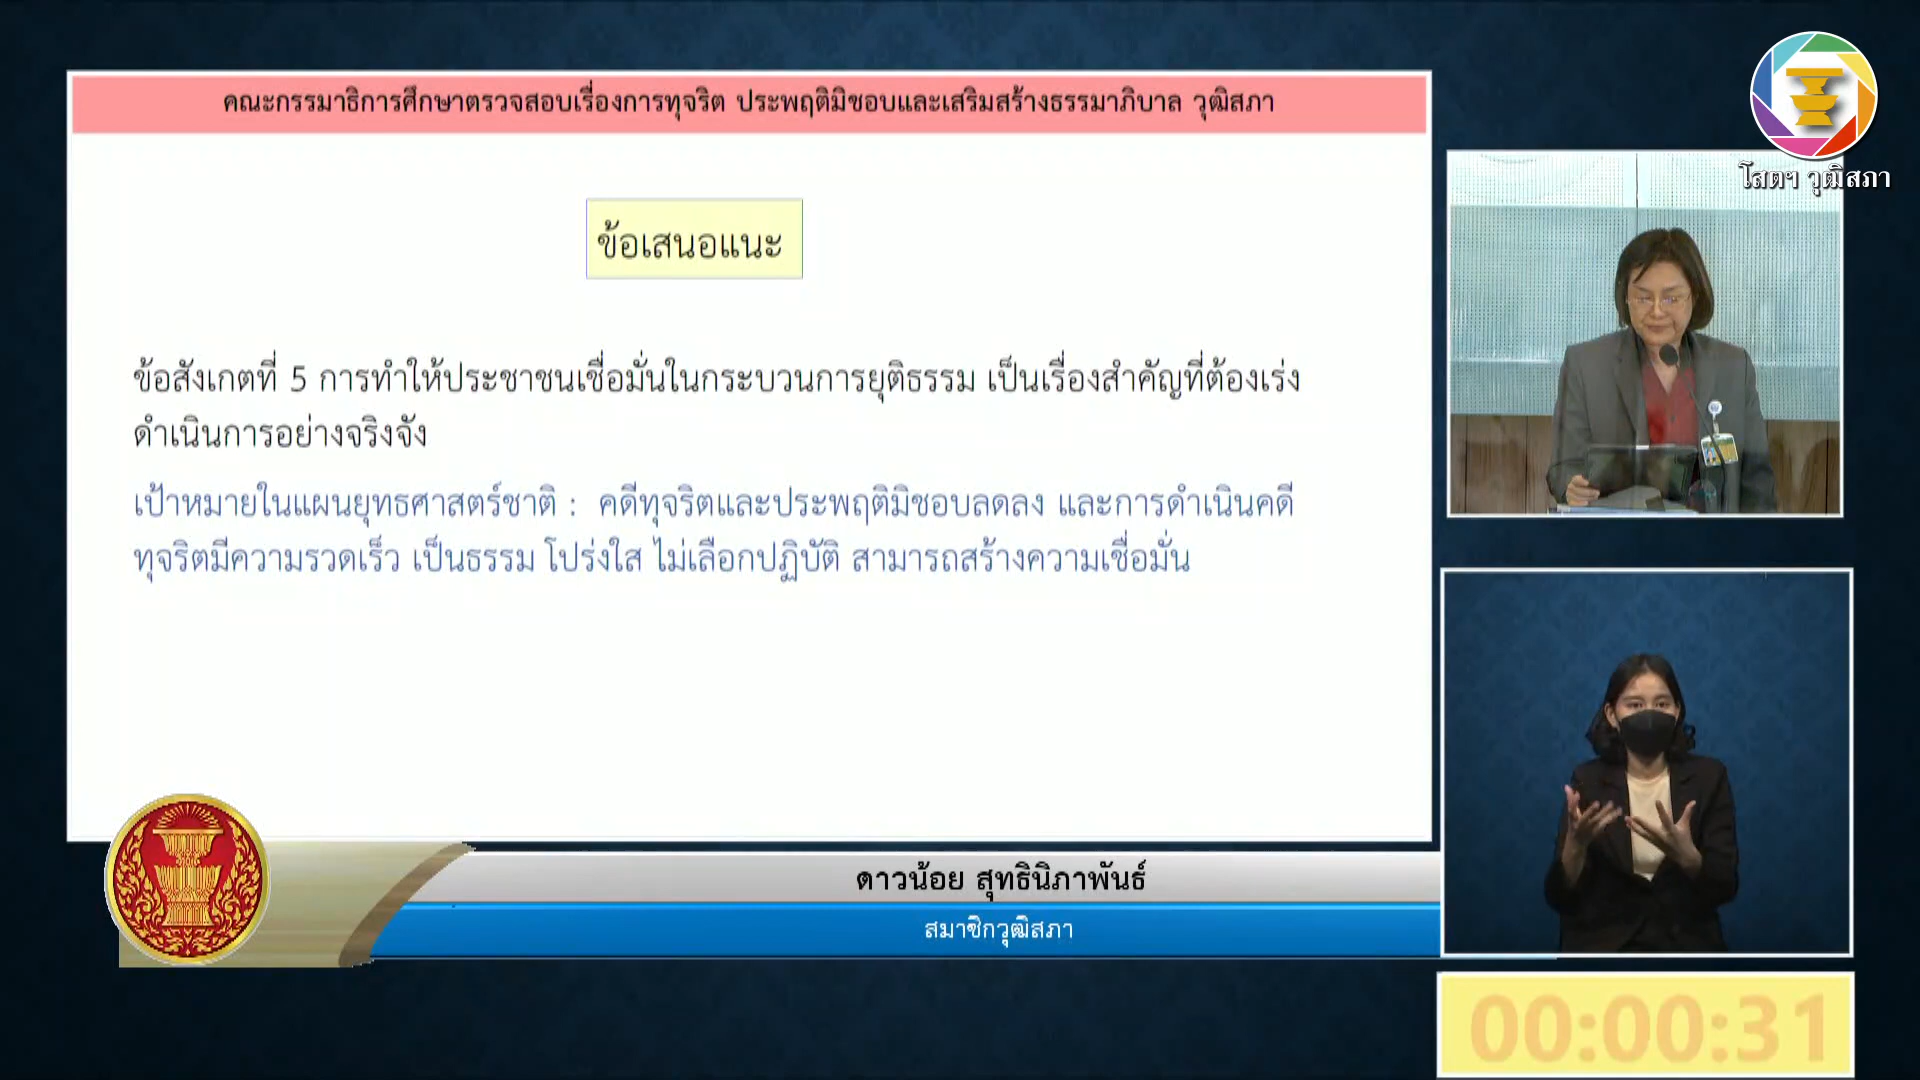 คณะกรรมาธิการศึกษาตรวจสอบเรื่องการทุจริต ประพฤติมิชอบและเสริมสร้างธรรมาภิบาล วุฒิสภา
โสตฯ วุฒิสภา
ข้อเสนอแนะ
ข้อสังเกตที่ 5 การทำให้ประชาชนเชื่อมั่นในกระบวนการยุติธรรม เป็นเรื่องสำคัญที่ต้องเร่ง
ดำเนินการอย่างจริงจัง
เป้าหมายในแผนยุทธศาสตร์ชาติ : คดีทุจริตและประพฤติมิชอบลดลง และการดำเนินคดี
ทุจริตมีความรวดเร็ว เป็นธรรม โปร่งใส ไม่เลือกปฏิบัติ สามารถสร้างความเชื่อมั่น
ดาวน้อย สุทธินิภาพันธ์
สมาชิกวุฒิสภา
00:00:31